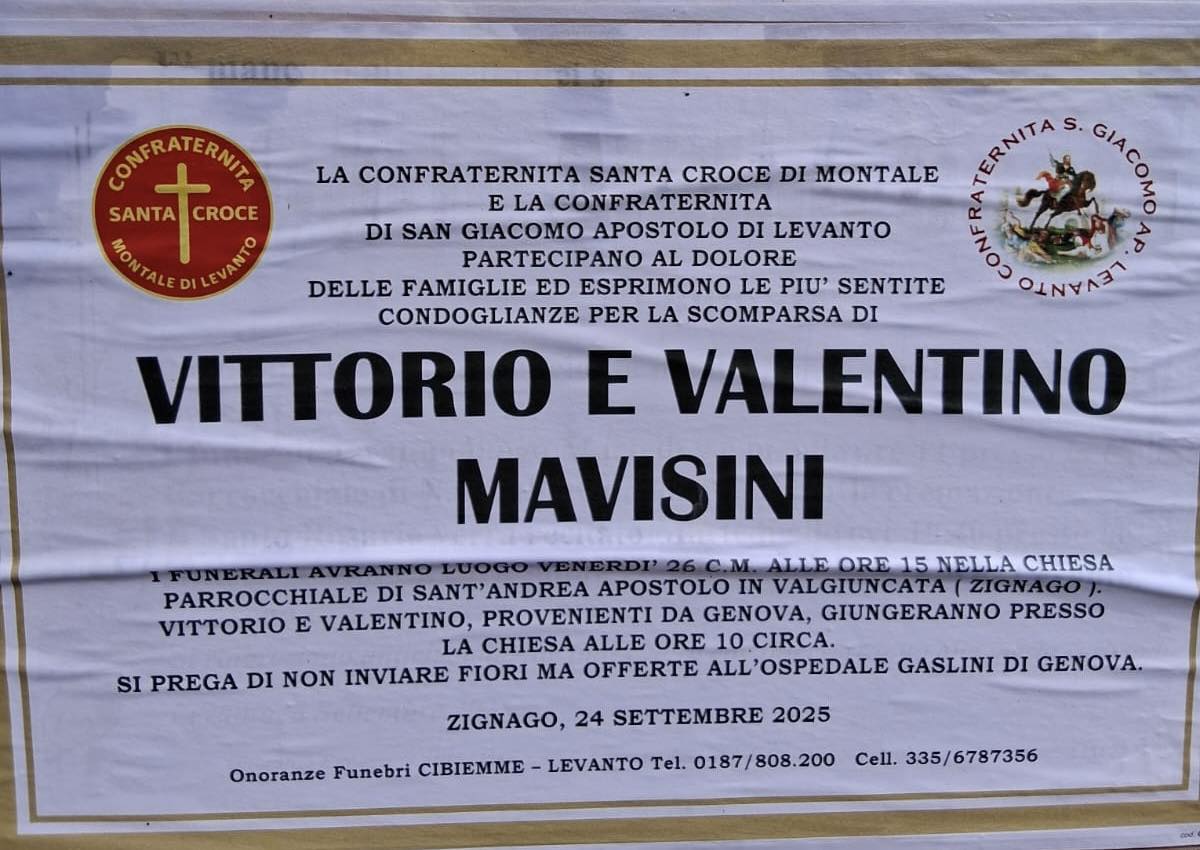 CONFRATERNITA
SANTA CROCE
MONTALE DI LEVANTO
CONFRATERNITA S. GIACOMO AP. LEVANTO
LA CONFRATERNITA SANTA CROCE DI MONTALE
E LA CONFRATERNITA
DI SAN GIACOMO APOSTOLO DI LEVANTO
PARTECIPANO AL DOLORE
DELLE FAMIGLIE ED ESPRIMONO LE PIU' SENTITE
CONDOGLIANZE PER LA SCOMPARSA DI
VITTORIO E VALENTINO
MAVISINI
I FUNERALI AVRANNO LUOGO VENERDI' 26 C.M. ALLE ORE 15 NELLA CHIESA
PARROCCHIALE DI SANT'ANDREA APOSTOLO IN VALGIUNCATA ( ZIGNAGO ).
VITTORIO E VALENTINO, PROVENIENTI DA GENOVA, GIUNGERANNO PRESSO
LA CHIESA ALLE ORE 10 CIRCA.
SI PREGA DI NON INVIARE FIORI MA OFFERTE ALL'OSPEDALE GASLINI DI GENOVA.
ZIGNAGO, 24 SETTEMBRE 2025
Onoranze Funebri CIBIEMME – LEVANTO Tel. 0187/808.200 Cell. 335/6787356
cod.